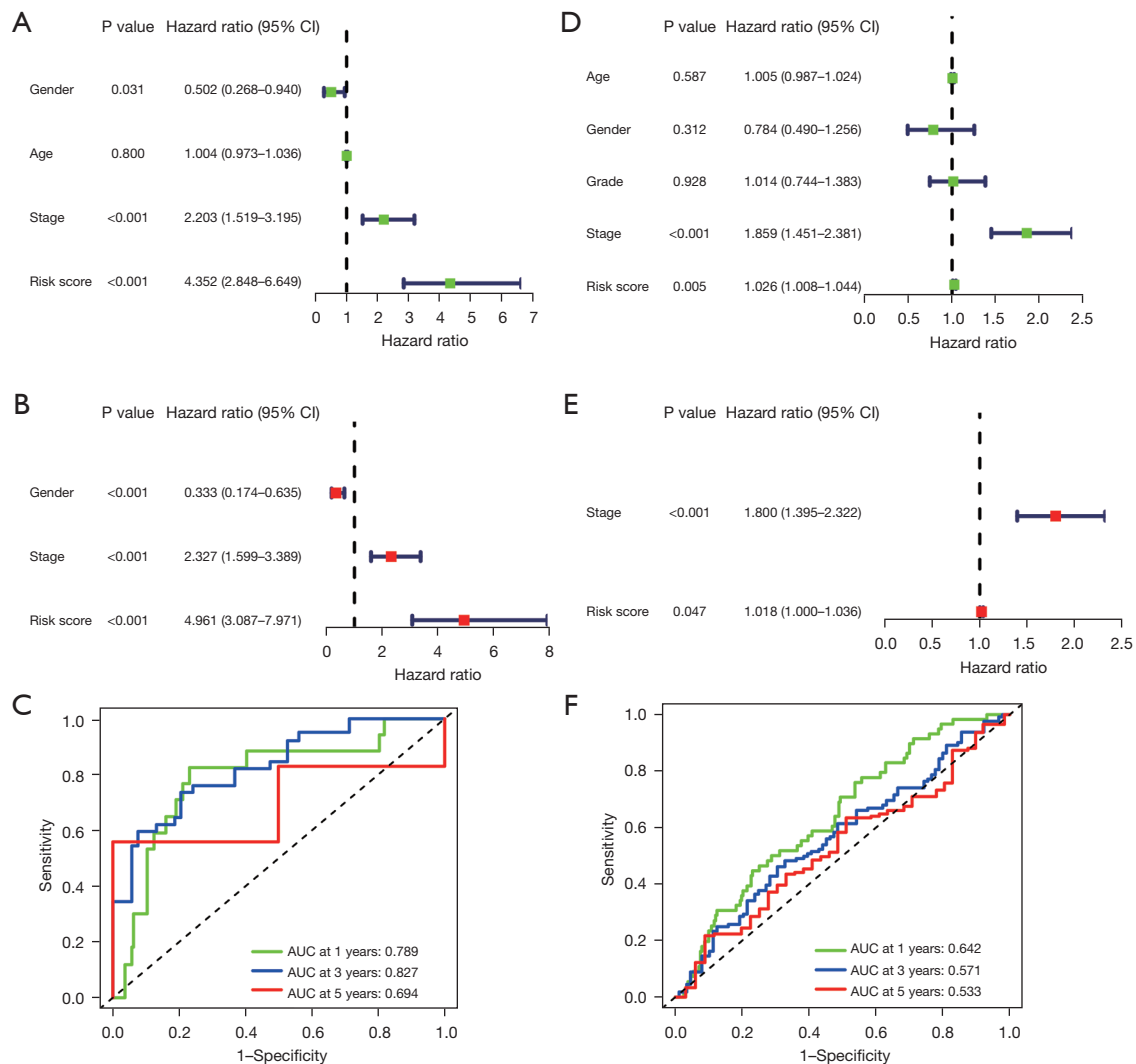 A
P value Hazard ratio (95% CI)
Gender 0.031 0.502 (0.268–0.940)
Age 0.800 1.004 (0.973–1.036)
Stage <0.001 2.203 (1.519–3.195)
Risk score <0.001 4.352 (2.848–6.649)
0 1 2 3 4 5 6 7
Hazard ratio
D
P value Hazard ratio (95% CI)
Age 0.587 1.005 (0.987–1.024)
Gender 0.312 0.784 (0.490–1.256)
Grade 0.928 1.014 (0.744–1.383)
Stage <0.001 1.859 (1.451–2.381)
Risk score 0.005 1.026 (1.008–1.044)
0.0 0.5 1.0 1.5 2.0 2.5
Hazard ratio
B
P value Hazard ratio (95% CI)
Gender <0.001 0.333 (0.174–0.635)
Stage <0.001 2.327 (1.599–3.389)
Risk score <0.001 4.961 (3.087–7.971)
0 2 4 6 8
Hazard ratio
E
P value Hazard ratio (95% CI)
Stage <0.001 1.800 (1.395–2.322)
Risk score 0.047 1.018 (1.000–1.036)
0.0 0.5 1.0 1.5 2.0 2.5
Hazard ratio
C
Sensitivity
1.0
0.8
0.6
0.4
0.2
0.0
AUC at 1 years: 0.789
AUC at 3 years: 0.827
AUC at 5 years: 0.694
0.0 0.2 0.4 0.6 0.8 1.0
1–Specificity
F
Sensitivity
1.0
0.8
0.6
0.4
0.2
0.0
AUC at 1 years: 0.642
AUC at 3 years: 0.571
AUC at 5 years: 0.533
0.0 0.2 0.4 0.6 0.8 1.0
1–Specificity